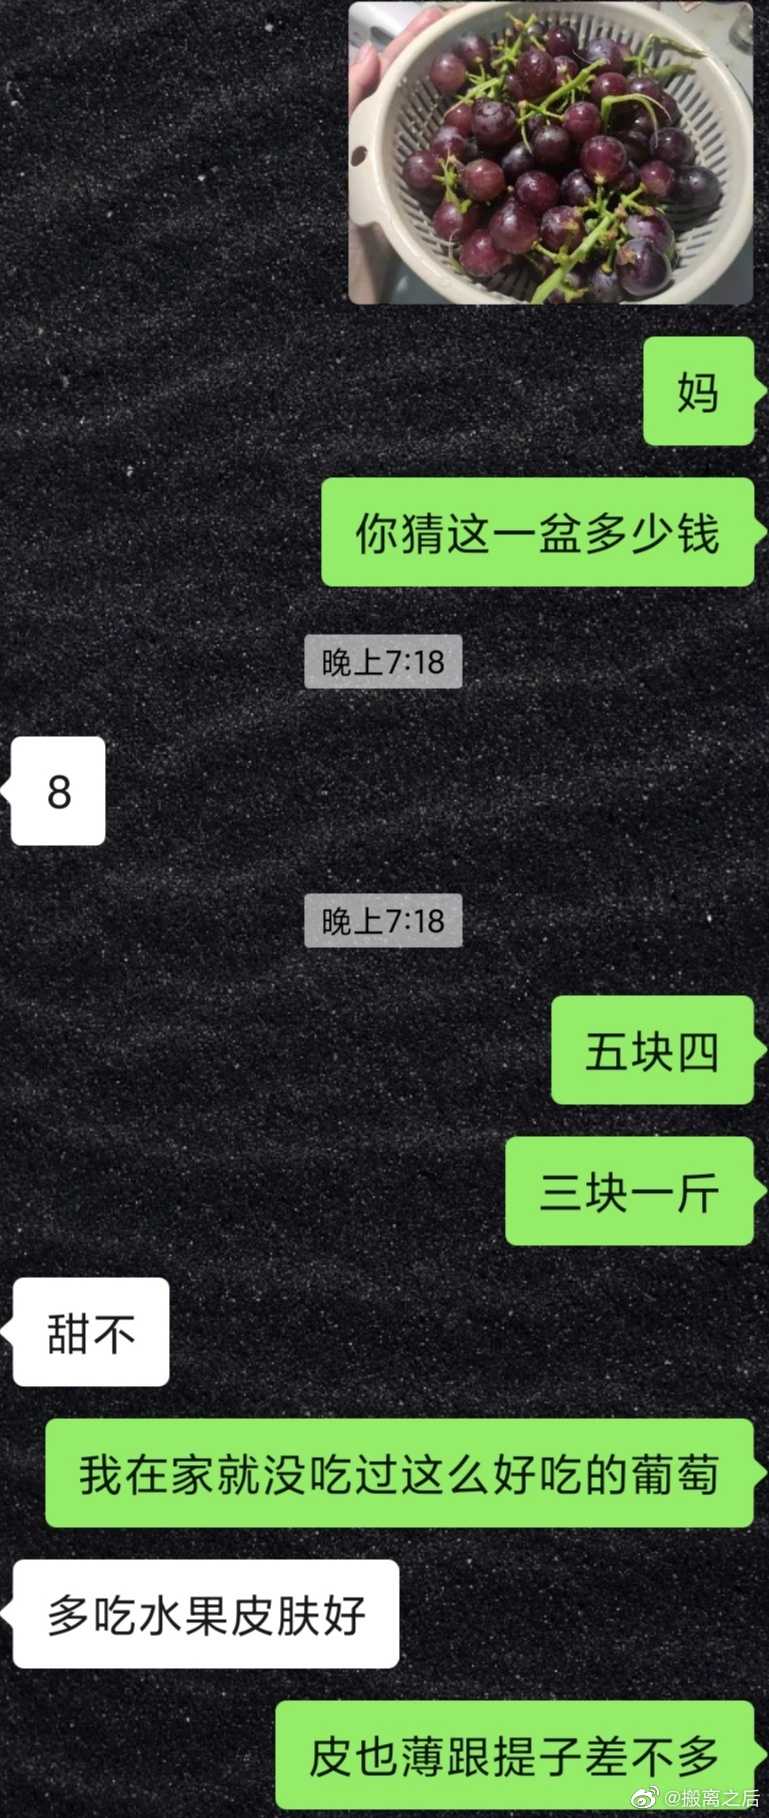 妈
你猜这一盆多少钱
晚上7:18
8
晚上7:18
五块四
三块一斤
甜不
我在家就没吃过这么好吃的葡萄
多吃水果皮肤好
皮也薄跟提子差不多
@搬离之后